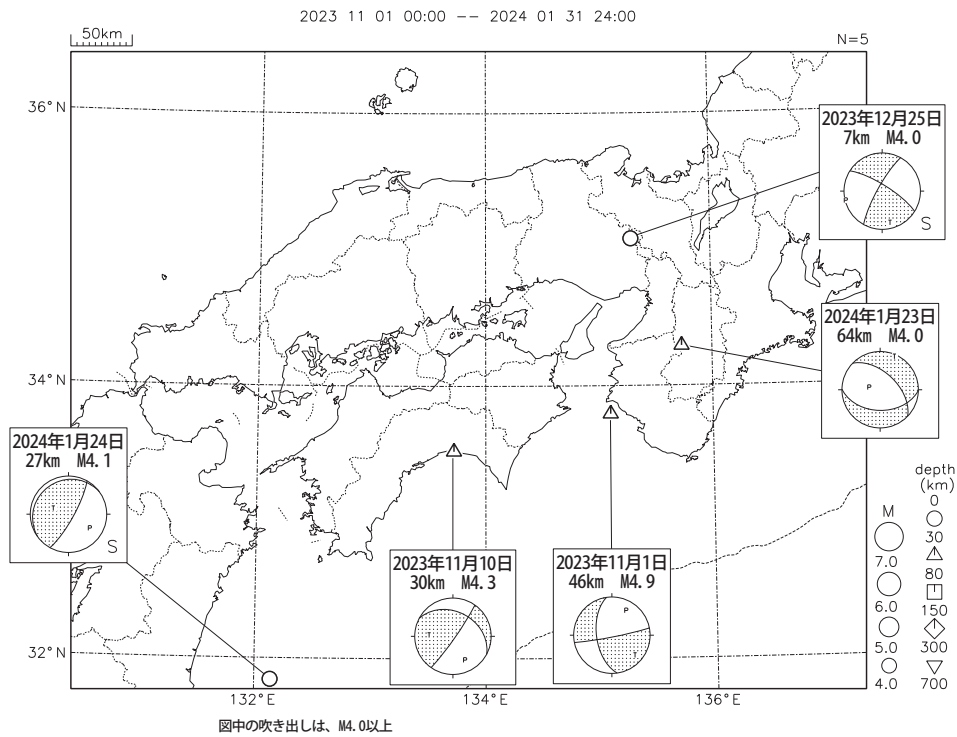 2023 11 01 00:00 -- 2024 01 31 24:00
50km
N=5
36°N
34°N
32°N
132°E
134°E
136°E
2023年12月25日
7km M4.0
P
T
S
2024年1月23日
64km M4.0
P
2024年1月24日
27km M4.1
T
P
S
2023年11月10日
30km M4.3
T
P
2023年11月1日
46km M4.9
P
T
M
7.0
6.0
5.0
4.0
depth
(km)
0
30
80
150
300
700
図中の吹き出しは、M4.0以上